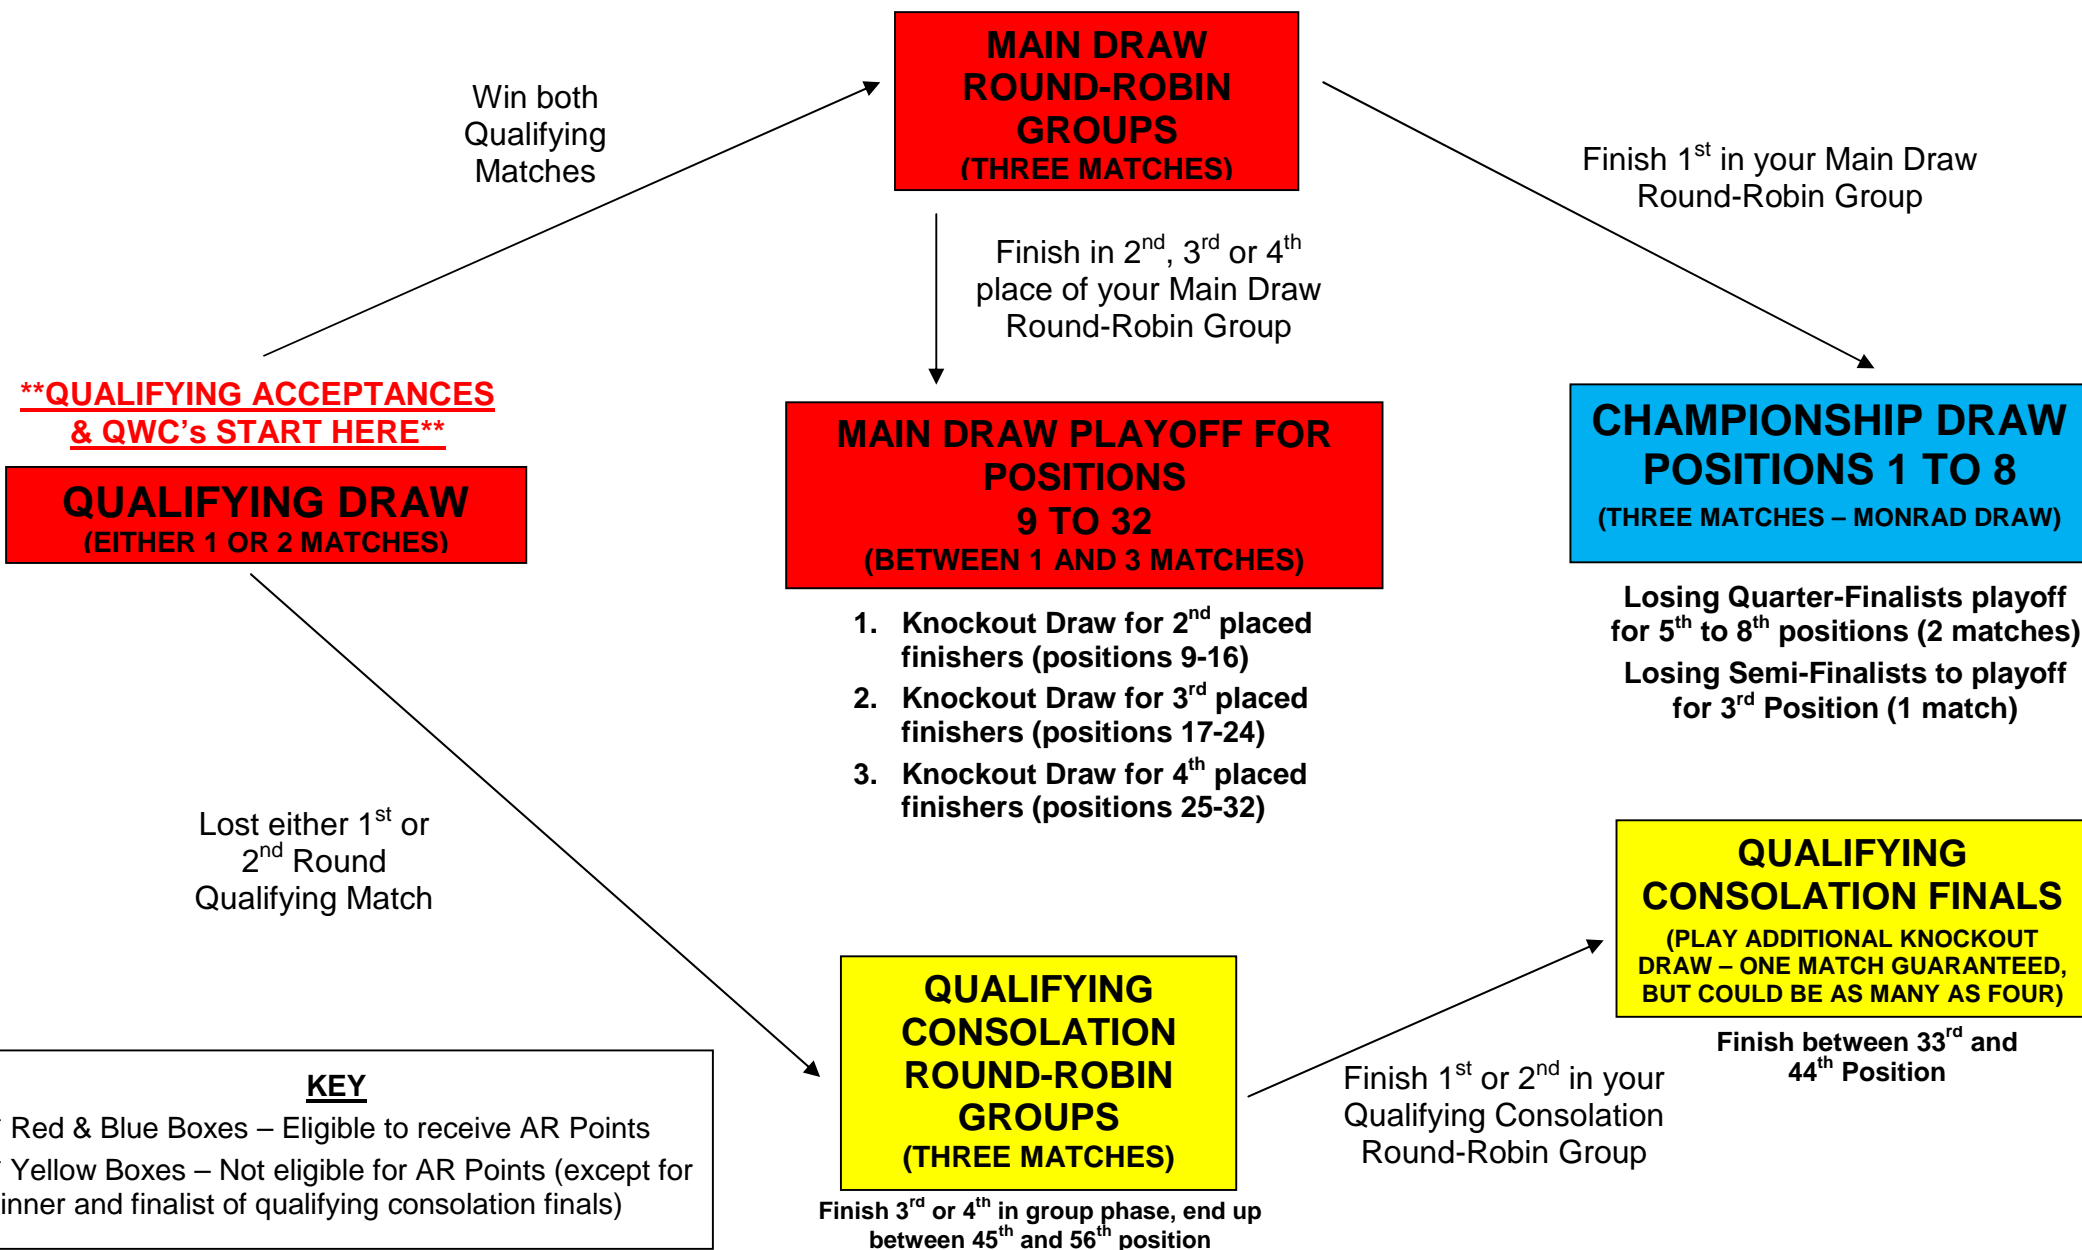 MAIN DRAW
ROUND-ROBIN
GROUPS
(THREE MATCHES)
Win both
Qualifying
Matches
Finish 1st in your Main Draw
Round-Robin Group
Finish in 2nd, 3rd or 4th
place of your Main Draw
Round-Robin Group
**QUALIFYING ACCEPTANCES
& QWC's START HERE**
QUALIFYING DRAW
(EITHER 1 OR 2 MATCHES)
MAIN DRAW PLAYOFF FOR
POSITIONS
9 TO 32
(BETWEEN 1 AND 3 MATCHES)
1. Knockout Draw for 2nd placed
finishers (positions 9-16)
2. Knockout Draw for 3rd placed
finishers (positions 17-24)
3. Knockout Draw for 4th placed
finishers (positions 25-32)
CHAMPIONSHIP DRAW
POSITIONS 1 TO 8
(THREE MATCHES – MONRAD DRAW)
Losing Quarter-Finalists playoff
for 5th to 8th positions (2 matches)
Losing Semi-Finalists to playoff
for 3rd Position (1 match)
Lost either 1st or
2nd Round
Qualifying Match
QUALIFYING
CONSOLATION FINALS
(PLAY ADDITIONAL KNOCKOUT
DRAW – ONE MATCH GUARANTEED,
BUT COULD BE AS MANY AS FOUR)
Finish between 33rd and
44th Position
QUALIFYING
CONSOLATION
ROUND-ROBIN
GROUPS
(THREE MATCHES)
Finish 3rd or 4th in group phase, end up
between 45th and 56th position
Finish 1st or 2nd in your
Qualifying Consolation
Round-Robin Group
KEY
* Red & Blue Boxes – Eligible to receive AR Points
* Yellow Boxes – Not eligible for AR Points (except for
inner and finalist of qualifying consolation finals)